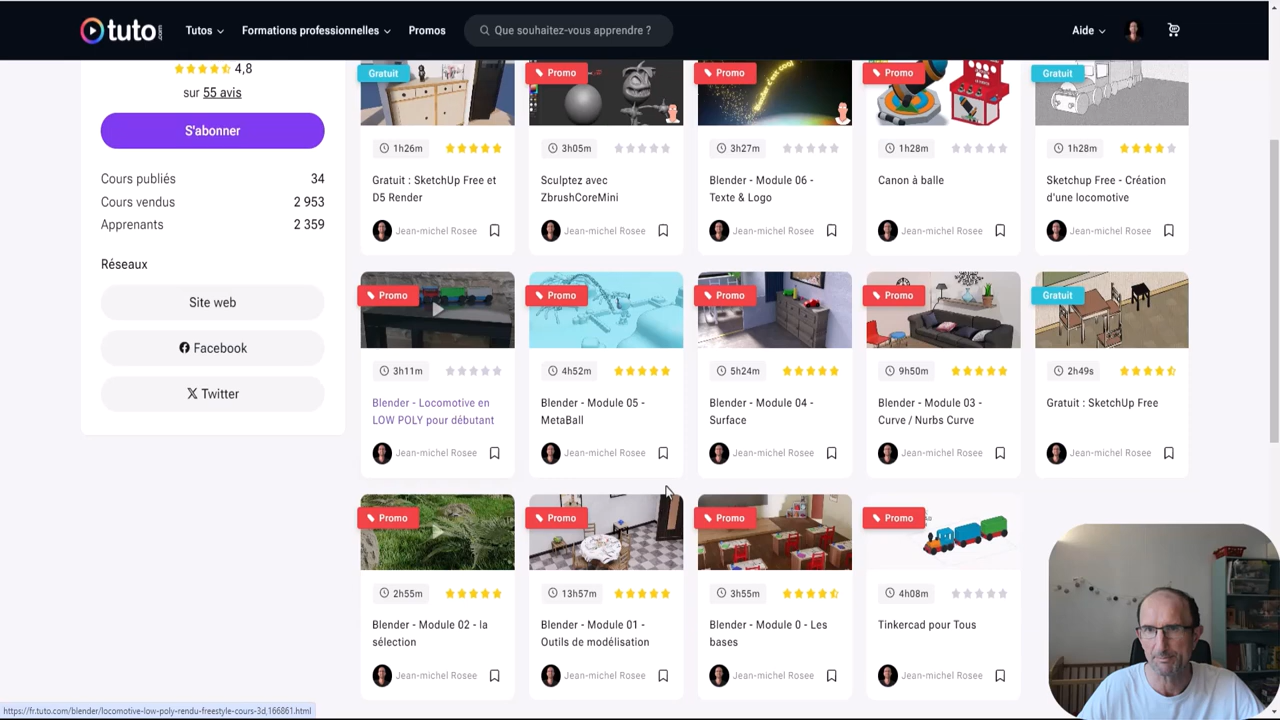 tuto.com
Tutos
Formations professionnelles
Promos
Que souhaitez-vous apprendre ?
Aide
4,8
sur 55 avis
S'abonner
Cours publiés 34
Cours vendus 2 953
Apprenants 2 359
Réseaux
Site web
Facebook
Twitter
Gratuit
1h26m
Gratuit : SketchUp Free et
D5 Render
Jean-michel Rosee
Promo
3h05m
Sculptez avec
ZbrushCoreMini
Jean-michel Rosee
Promo
3h27m
Blender - Module 06 -
Texte & Logo
Jean-michel Rosee
Promo
1h28m
Canon à balle
Jean-michel Rosee
Gratuit
1h28m
Sketchup Free - Création
d'une locomotive
Jean-michel Rosee
Promo
3h11m
Blender - Locomotive en
LOW POLY pour débutant
Jean-michel Rosee
Promo
4h52m
Blender - Module 05 -
MetaBall
Jean-michel Rosee
Promo
5h24m
Blender - Module 04 -
Surface
Jean-michel Rosee
Promo
9h50m
Blender - Module 03 -
Curve / Nurbs Curve
Jean-michel Rosee
Gratuit
2h49s
Gratuit : SketchUp Free
Jean-michel Rosee
Promo
2h55m
Blender - Module 02 - la
sélection
Jean-michel Rosee
Promo
13h57m
Blender - Module 01 -
Outils de modélisation
Jean-michel Rosee
Promo
3h55m
Blender - Module 0 - Les
bases
Jean-michel Rosee
Promo
4h08m
Tinkercad pour Tous
Jean-michel Rosee
https://fr.tuto.com/blender/locomotive-low-poly-rendu-freestyle-cours-3d,166861.html